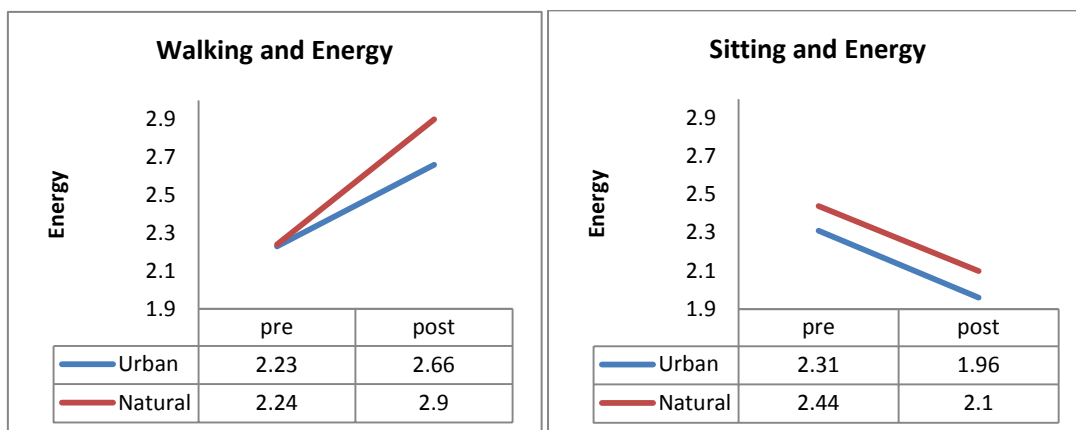 Walking and Energy
Energy
2.9
2.7
2.5
2.3
2.1
1.9
pre post
Urban 2.23 2.66
Natural 2.24 2.9
Sitting and Energy
Energy
2.9
2.7
2.5
2.3
2.1
1.9
pre post
Urban 2.31 1.96
Natural 2.44 2.1